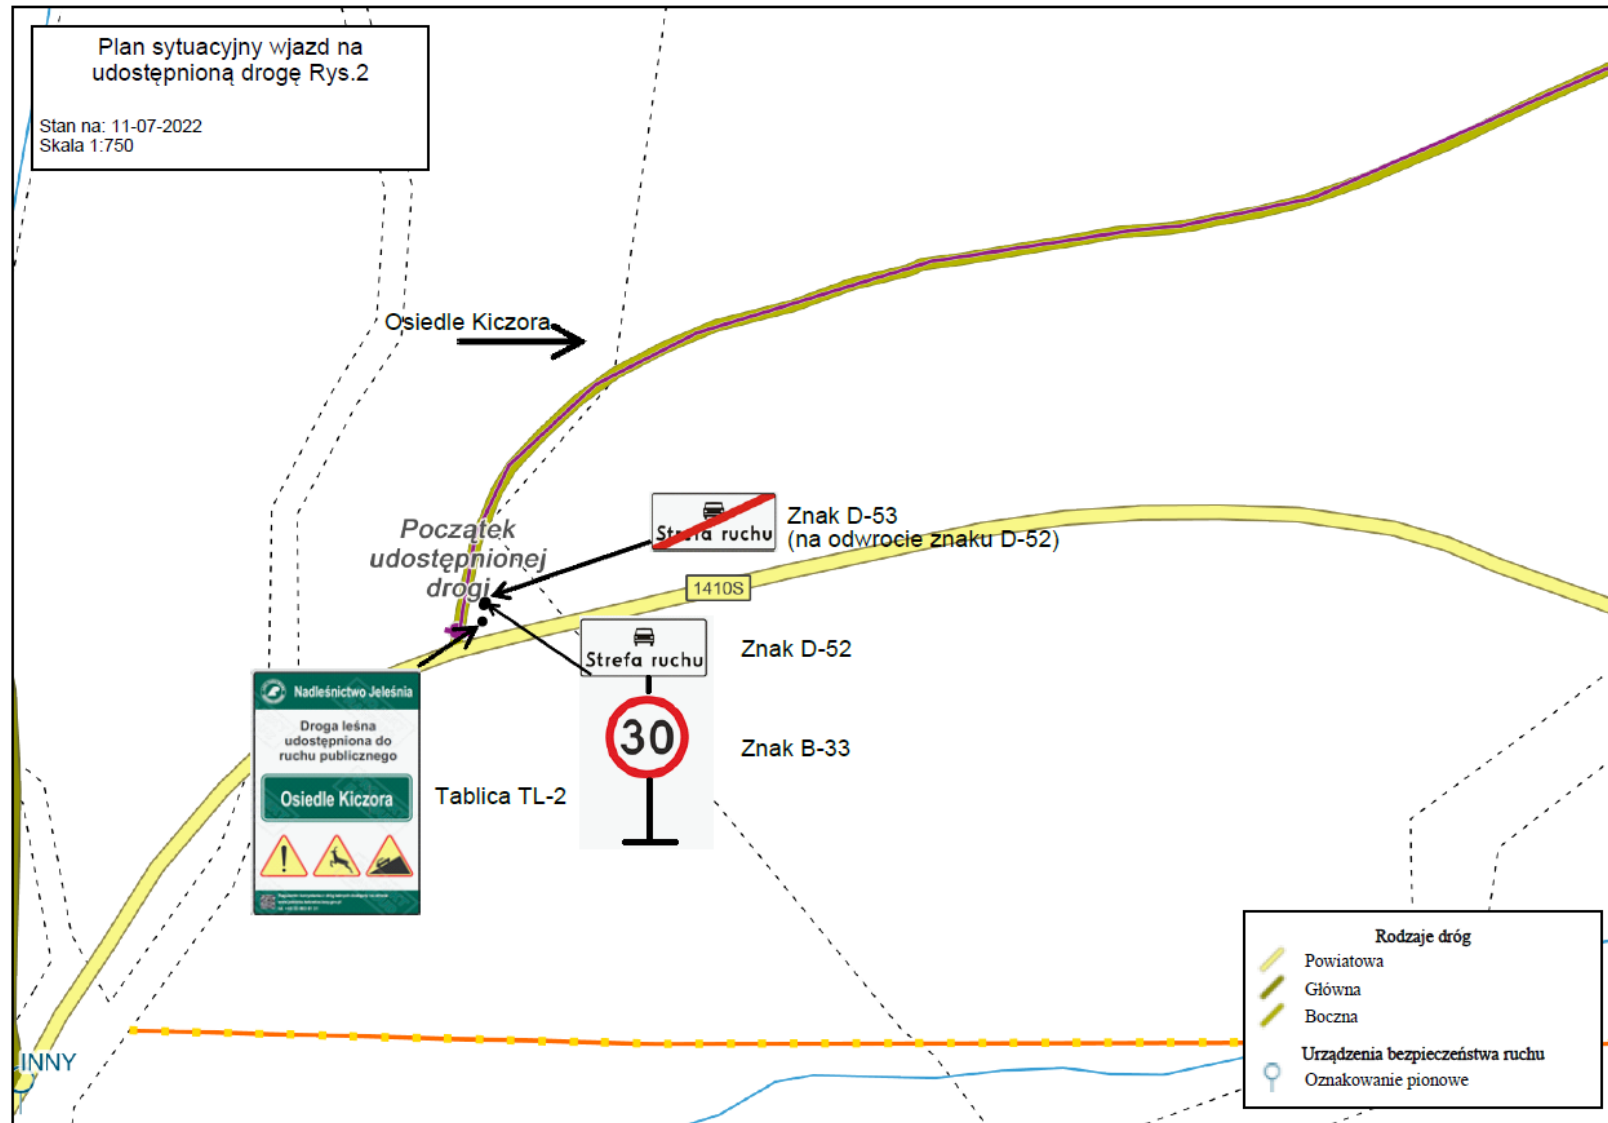 Plan sytuacyjny wjazd na
udostępnioną drogę Rys.2
Stan na: 11-07-2022
Skala 1:750
Osiedle Kiczora
Początek
udostępnionej
drogi
Strefa ruchu
Znak D-53
(na odwrocie znaku D-52)
1410S
Strefa ruchu
Znak D-52
30
Znak B-33
Nadleśnictwo Jeleśnia
Droga leśna
udostępniona do
ruchu publicznego
Osiedle Kiczora
Tablica TL-2
INNY
Rodzaje dróg
Powiatowa
Główna
Boczna
Urządzenia bezpieczeństwa ruchu
Oznakowanie pionowe